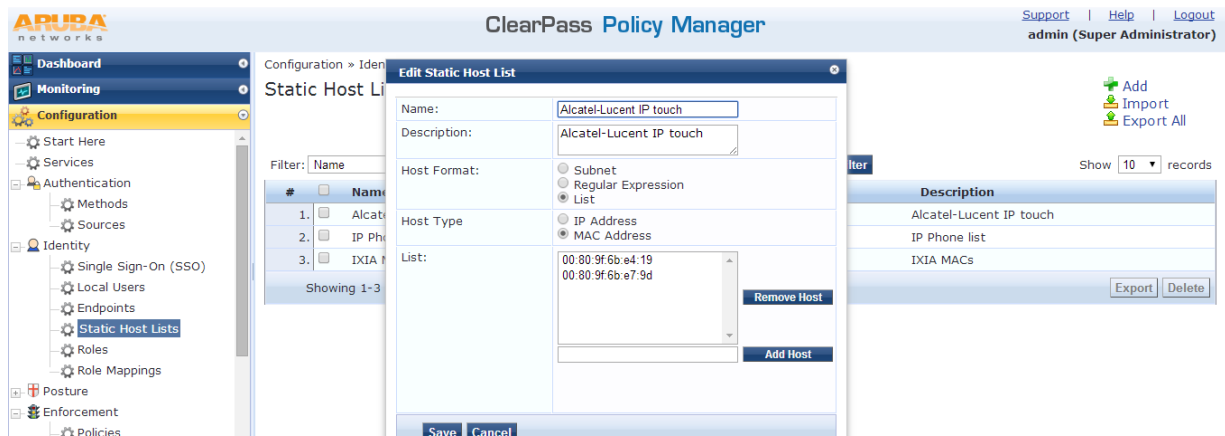 ARUBA
networks
ClearPass Policy Manager
Support | Help | Logout
admin (Super Administrator)
Dashboard
Monitoring
Configuration
Start Here
Services
Authentication
Methods
Sources
Identity
Single Sign-On (SSO)
Local Users
Endpoints
Static Host Lists
Roles
Role Mappings
Posture
Enforcement
Policies
Configuration » Iden
Static Host Li
Add
Import
Export All
Filter: Name
lter
Show 10 records
# Name Description
1. Alcate Alcatel-Lucent IP touch
2. IP Pho IP Phone list
3. IXIA M IXIA MACs
Showing 1-3
Export Delete
Edit Static Host List
Name: Alcatel-Lucent IP touch
Description: Alcatel-Lucent IP touch
Host Format: Subnet
Regular Expression
List
Host Type IP Address
MAC Address
List: 00:80:9f:6b:e4:19
00:80:9f:6b:e7:9d
Remove Host
Add Host
Save Cancel